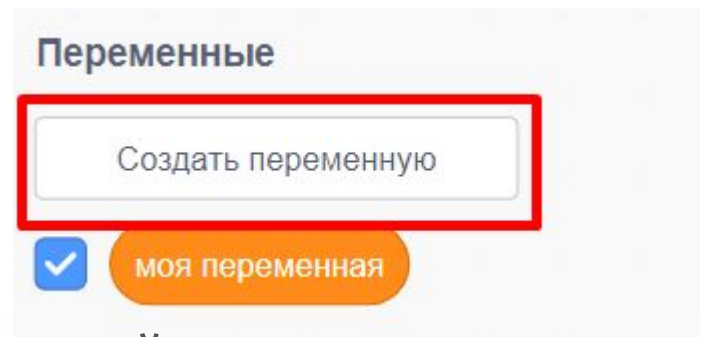 Переменные
Создать переменную
моя переменная